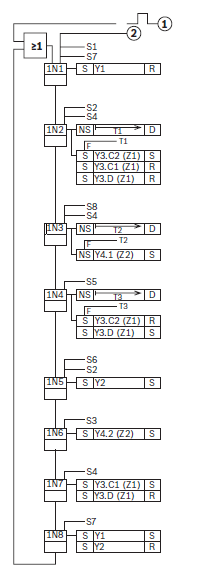 1
2
≥1
S1
S7
1N1 S Y1 R
S2
S4
1N2 NS T1 D
F T1
S Y3.C2 (Z1) S
S Y3.C1 (Z1) R
S Y3.D (Z1) R
S8
S4
1N3 NS T2 D
F T2
NS Y4.1 (Z2) S
S5
1N4 NS T3 D
F T3
S Y3.C2 (Z1) R
S Y3.D (Z1) S
S6
S2
1N5 S Y2 S
S3
1N6 S Y4.2 (Z2) S
S4
1N7 S Y3.C1 (Z1) S
S Y3.D (Z1) R
S7
1N8 S Y1 S
S Y2 R